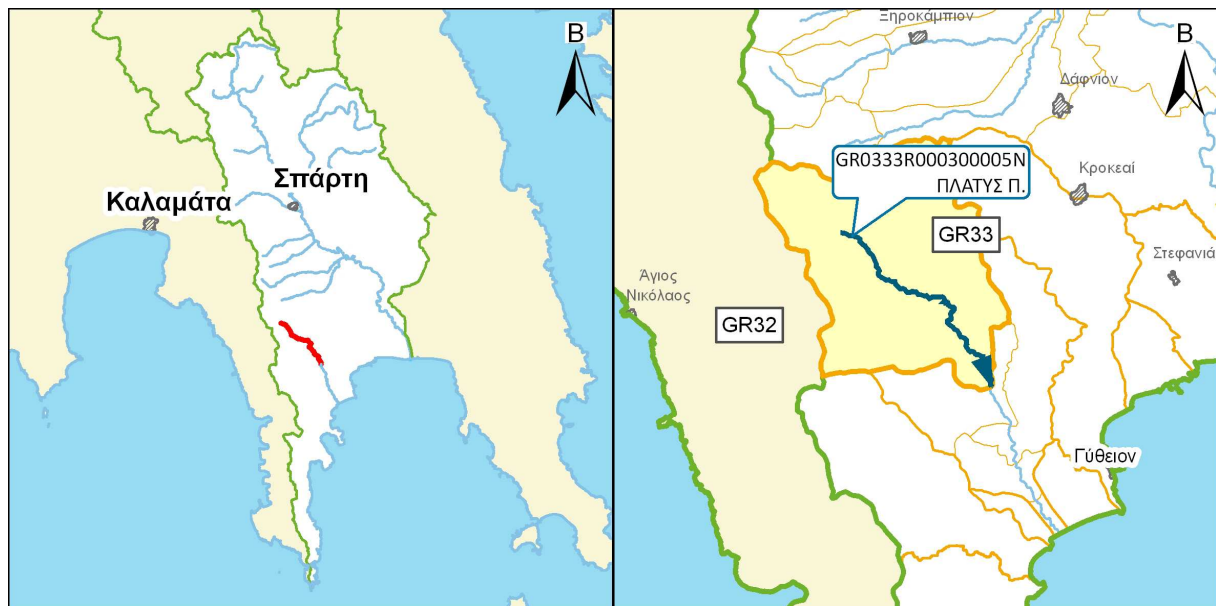 B
Σπάρτη
Καλαμάτα
Ξηροκάμπιον
B
Δάφνιον
GR0333R000300005N
ΠΛΑΤΥΣ Π.
Κροκεαί
GR33
Στεφανιά
Άγιος
Νικόλαος
GR32
Γύθειον